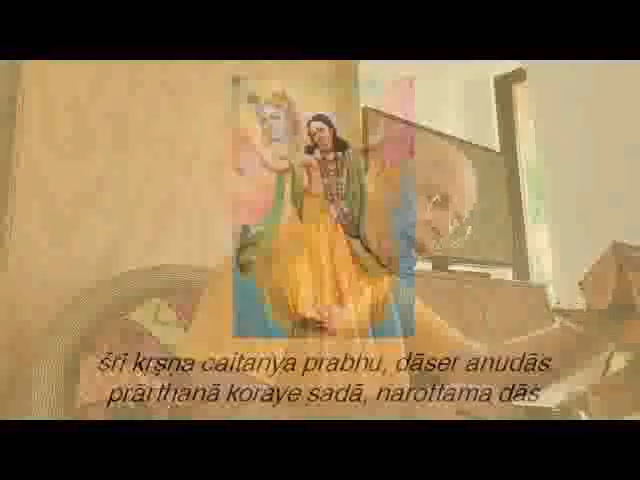 śrī kṛṣṇa caitanya prabhu, dāser anudās
prārthanā koraye sadā, narottama dās